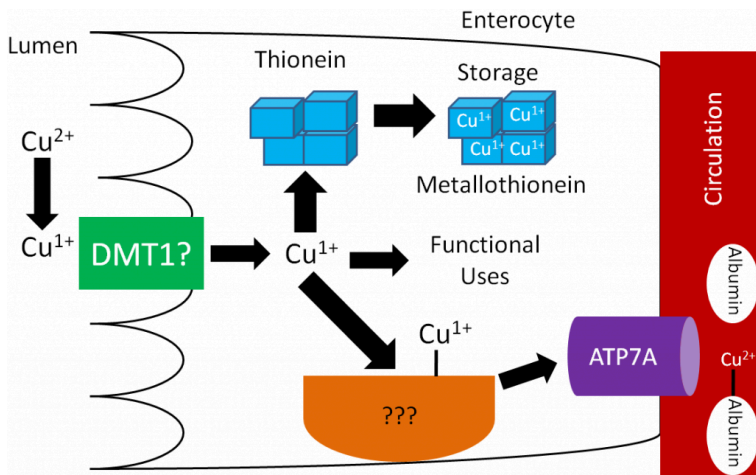 Enterocyte
Lumen
Thionein
Storage
Cu¹⁺
Cu¹⁺
Cu¹⁺
Cu¹⁺
Metallothionein
Circulation
Cu²⁺
Cu¹⁺
DMT1?
Cu¹⁺
Functional
Uses
Albumin
Cu¹⁺
ATP7A
Cu²⁺
???
Albumin